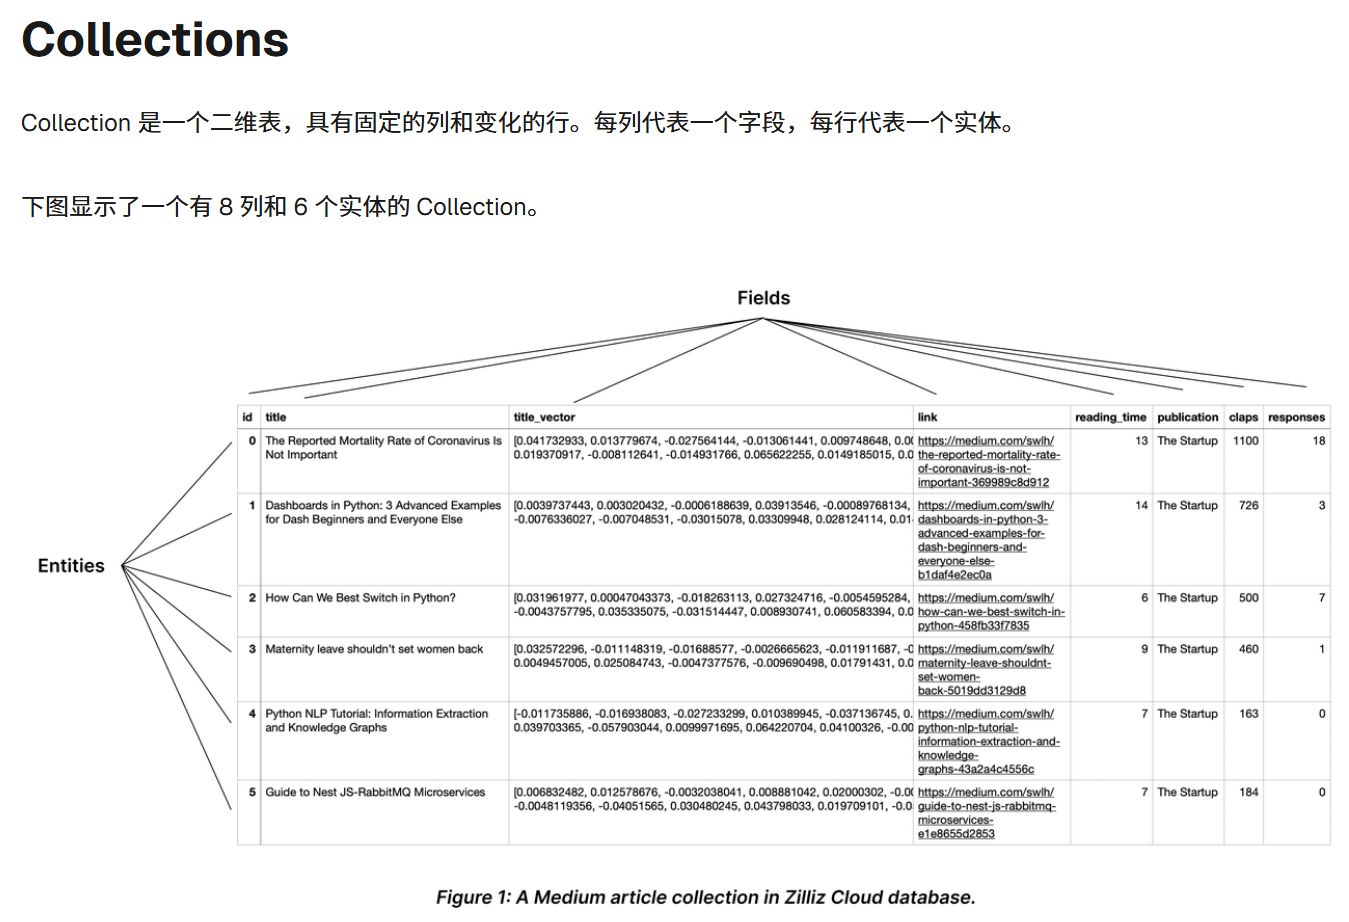 Collections
Collection 是一个二维表，具有固定的列和变化的行。每列代表一个字段，每行代表一个实体。
下图显示了一个有 8 列和 6 个实体的 Collection。
Fields
Entities
id title title_vector link reading_time publication claps responses
0 The Reported Mortality Rate of Coronavirus Is [0.041732933, 0.013779674, -0.027564144, -0.013061441, 0.009748648, 0.00 https://medium.com/swlh/ 13 The Startup 1100 18
Not Important 0.019370917, -0.008112641, -0.014931766, 0.065622255, 0.0149185015, 0.0 the-reported-mortality-rate-
of-coronavirus-is-not-
important-369989c8d912
1 Dashboards in Python: 3 Advanced Examples [0.0039737443, 0.003020432, -0.0006188639, 0.03913546, -0.00089768134, https://medium.com/swlh/ 14 The Startup 726 3
for Dash Beginners and Everyone Else -0.0076336027, -0.007048531, -0.03015078, 0.03309948, 0.028124114, 0.01 dashboards-in-python-3-
advanced-examples-for-
dash-beginners-and-
everyone-else-
b1daf4e2ec0a
2 How Can We Best Switch in Python? [0.031961977, 0.00047043373, -0.018263113, 0.027324716, -0.0054595284, https://medium.com/swlh/ 6 The Startup 500 7
-0.0043757795, 0.035335075, -0.031514447, 0.008930741, 0.060583394, 0.0 how-can-we-best-switch-in-
python-458fb33f7835
3 Maternity leave shouldn't set women back [0.032572296, -0.011148319, -0.01688577, -0.0026665623, -0.011911687, -0 https://medium.com/swlh/ 9 The Startup 460 1
0.0049457005, 0.025084743, -0.0047377576, -0.009690498, 0.01791431, 0.0 maternity-leave-shouldnt-
set-women-
back-5019dd3129d8
4 Python NLP Tutorial: Information Extraction [-0.011735886, -0.016938083, -0.027233299, 0.010389945, -0.037136745, 0. https://medium.com/swlh/ 7 The Startup 163 0
and Knowledge Graphs 0.039703365, -0.057903044, 0.0099971695, 0.064220704, 0.04100326, -0.00 python-nlp-tutorial-
information-extraction-and-
knowledge-
graphs-43a2a4c4556c
5 Guide to Nest JS-RabbitMQ Microservices [0.006832482, 0.012578676, -0.0032038041, 0.008881042, 0.02000302, -0.00 https://medium.com/swlh/ 7 The Startup 184 0
-0.0048119356, -0.04051565, 0.030480245, 0.043798033, 0.019709101, -0.0 guide-to-nest-js-rabbitmq-
microservices-
e1e8655d2853
Figure 1: A Medium article collection in Zilliz Cloud database.